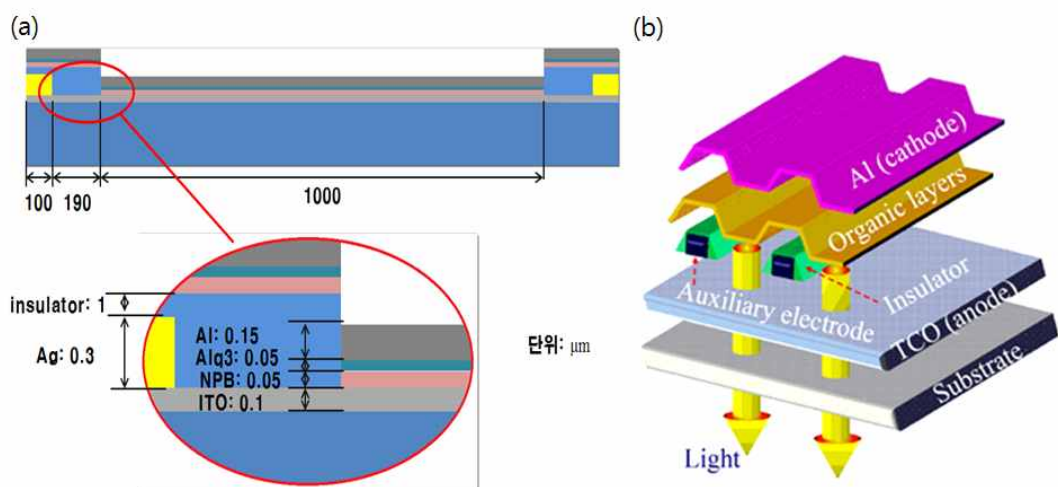 (a)
100 190
1000
insulator: 1
Ag: 0.3
Al: 0.15
Alq3: 0.05
NPB: 0.05
ITO: 0.1
단위: μm
(b)
Al (cathode)
Organic layers
Insulator
Auxiliary electrode
TCO (anode)
Substrate
Light